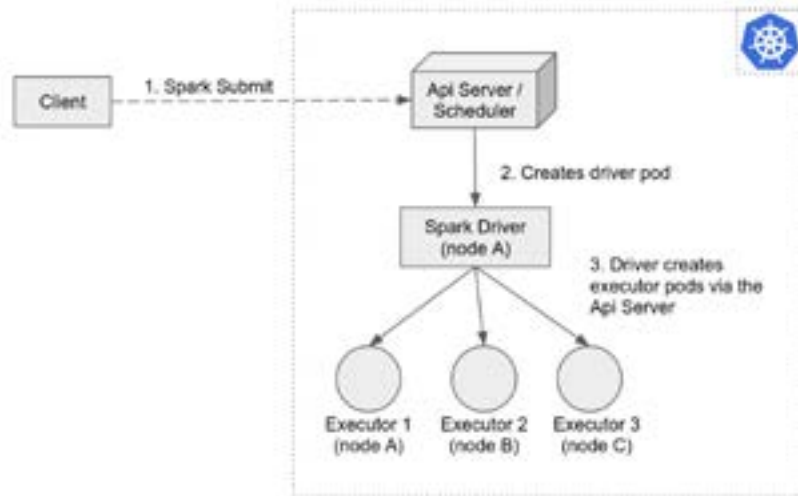 Client
1. Spark Submit
Api Server /
Scheduler
2. Creates driver pod
Spark Driver
(node A)
3. Driver creates
executor pods via the
Api Server
Executor 1
(node A)
Executor 2
(node B)
Executor 3
(node C)